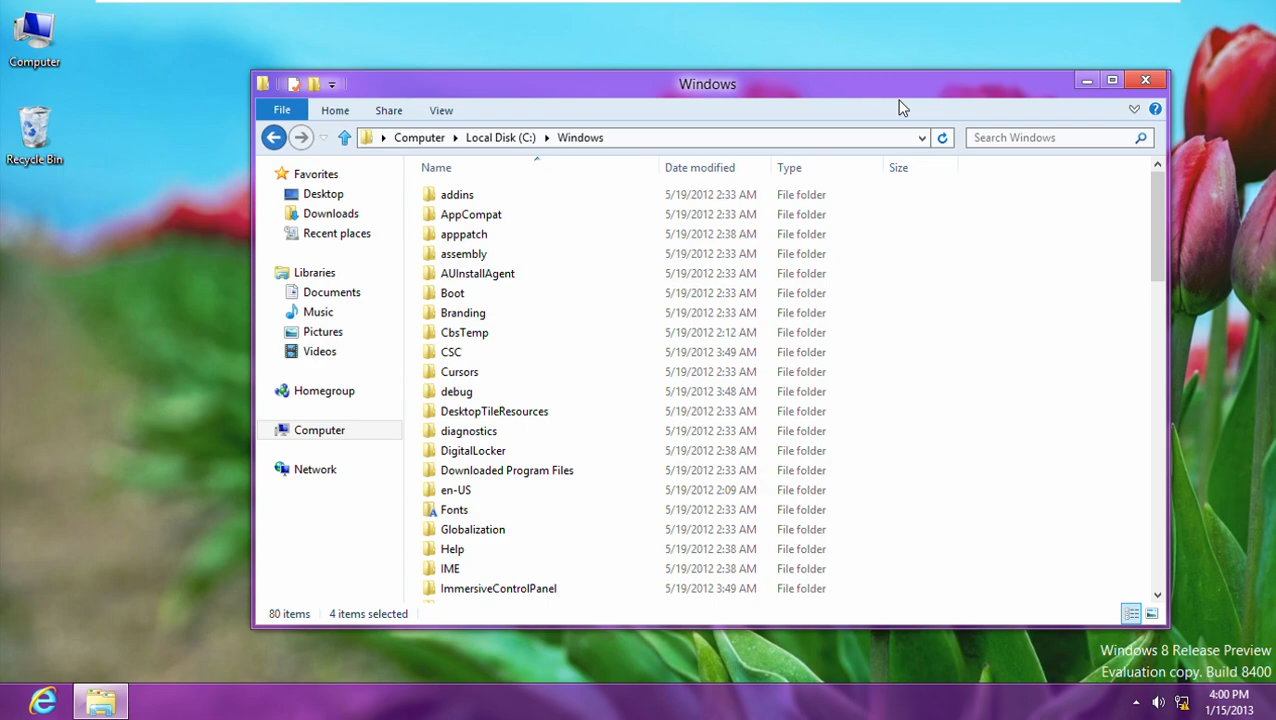 Computer
Recycle Bin
Windows
File Home Share View
Computer Local Disk (C:) Windows Search Windows
Favorites
Desktop
Downloads
Recent places
Libraries
Documents
Music
Pictures
Videos
Homegroup
Computer
Network
Name Date modified Type Size
addins 5/19/2012 2:33 AM File folder
AppCompat 5/19/2012 2:33 AM File folder
apppatch 5/19/2012 2:38 AM File folder
assembly 5/19/2012 2:33 AM File folder
AUInstallAgent 5/19/2012 2:33 AM File folder
Boot 5/19/2012 2:33 AM File folder
Branding 5/19/2012 2:33 AM File folder
CbsTemp 5/19/2012 2:12 AM File folder
CSC 5/19/2012 3:49 AM File folder
Cursors 5/19/2012 2:33 AM File folder
debug 5/19/2012 3:48 AM File folder
DesktopTileResources 5/19/2012 2:33 AM File folder
diagnostics 5/19/2012 2:33 AM File folder
DigitalLocker 5/19/2012 2:38 AM File folder
Downloaded Program Files 5/19/2012 2:33 AM File folder
en-US 5/19/2012 2:09 AM File folder
Fonts 5/19/2012 2:33 AM File folder
Globalization 5/19/2012 2:33 AM File folder
Help 5/19/2012 2:38 AM File folder
IME 5/19/2012 2:38 AM File folder
ImmersiveControlPanel 5/19/2012 3:49 AM File folder
80 items 4 items selected
Windows 8 Release Preview
Evaluation copy. Build 8400
4:00 PM
1/15/2013